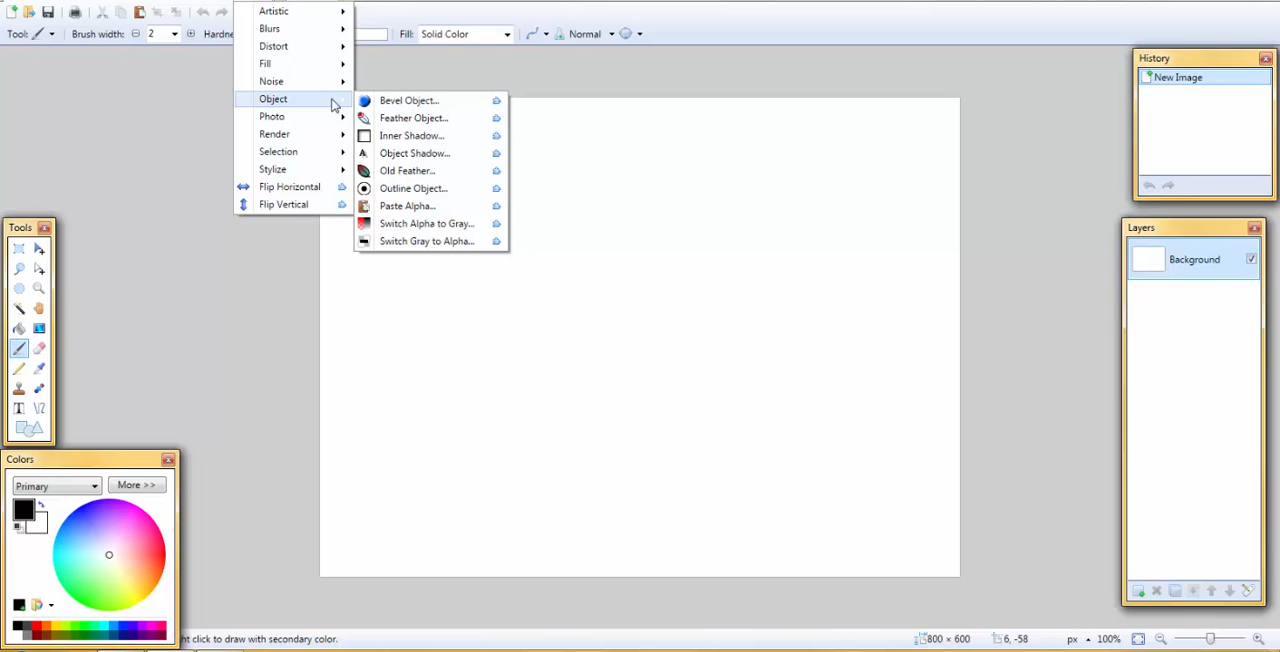 Artistic
Tool: Brush width: 2 Hardne Fill: Solid Color Normal
Blurs
Distort
Fill
Noise
Object
Photo
Render
Selection
Stylize
Flip Horizontal
Flip Vertical
Bevel Object...
Feather Object...
Inner Shadow...
Object Shadow...
Old Feather...
Outline Object...
Paste Alpha...
Switch Alpha to Gray...
Switch Gray to Alpha...
History
New Image
Tools
Layers
Background
Colors
Primary More >>
ght click to draw with secondary color. 800 × 600 6, -58 px 100%